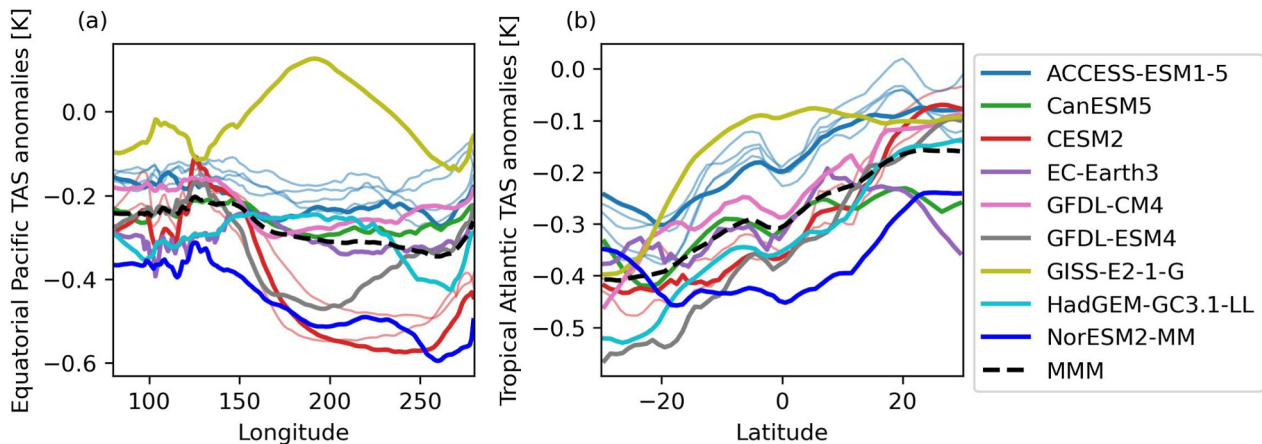 (a)
Equatorial Pacific TAS anomalies [K]
0.0
−0.2
−0.4
−0.6
100
150
200
250
Longitude
(b)
Tropical Atlantic TAS anomalies [K]
0.0
−0.1
−0.2
−0.3
−0.4
−0.5
−20
0
20
Latitude
ACCESS-ESM1-5
CanESM5
CESM2
EC-Earth3
GFDL-CM4
GFDL-ESM4
GISS-E2-1-G
HadGEM-GC3.1-LL
NorESM2-MM
MMM